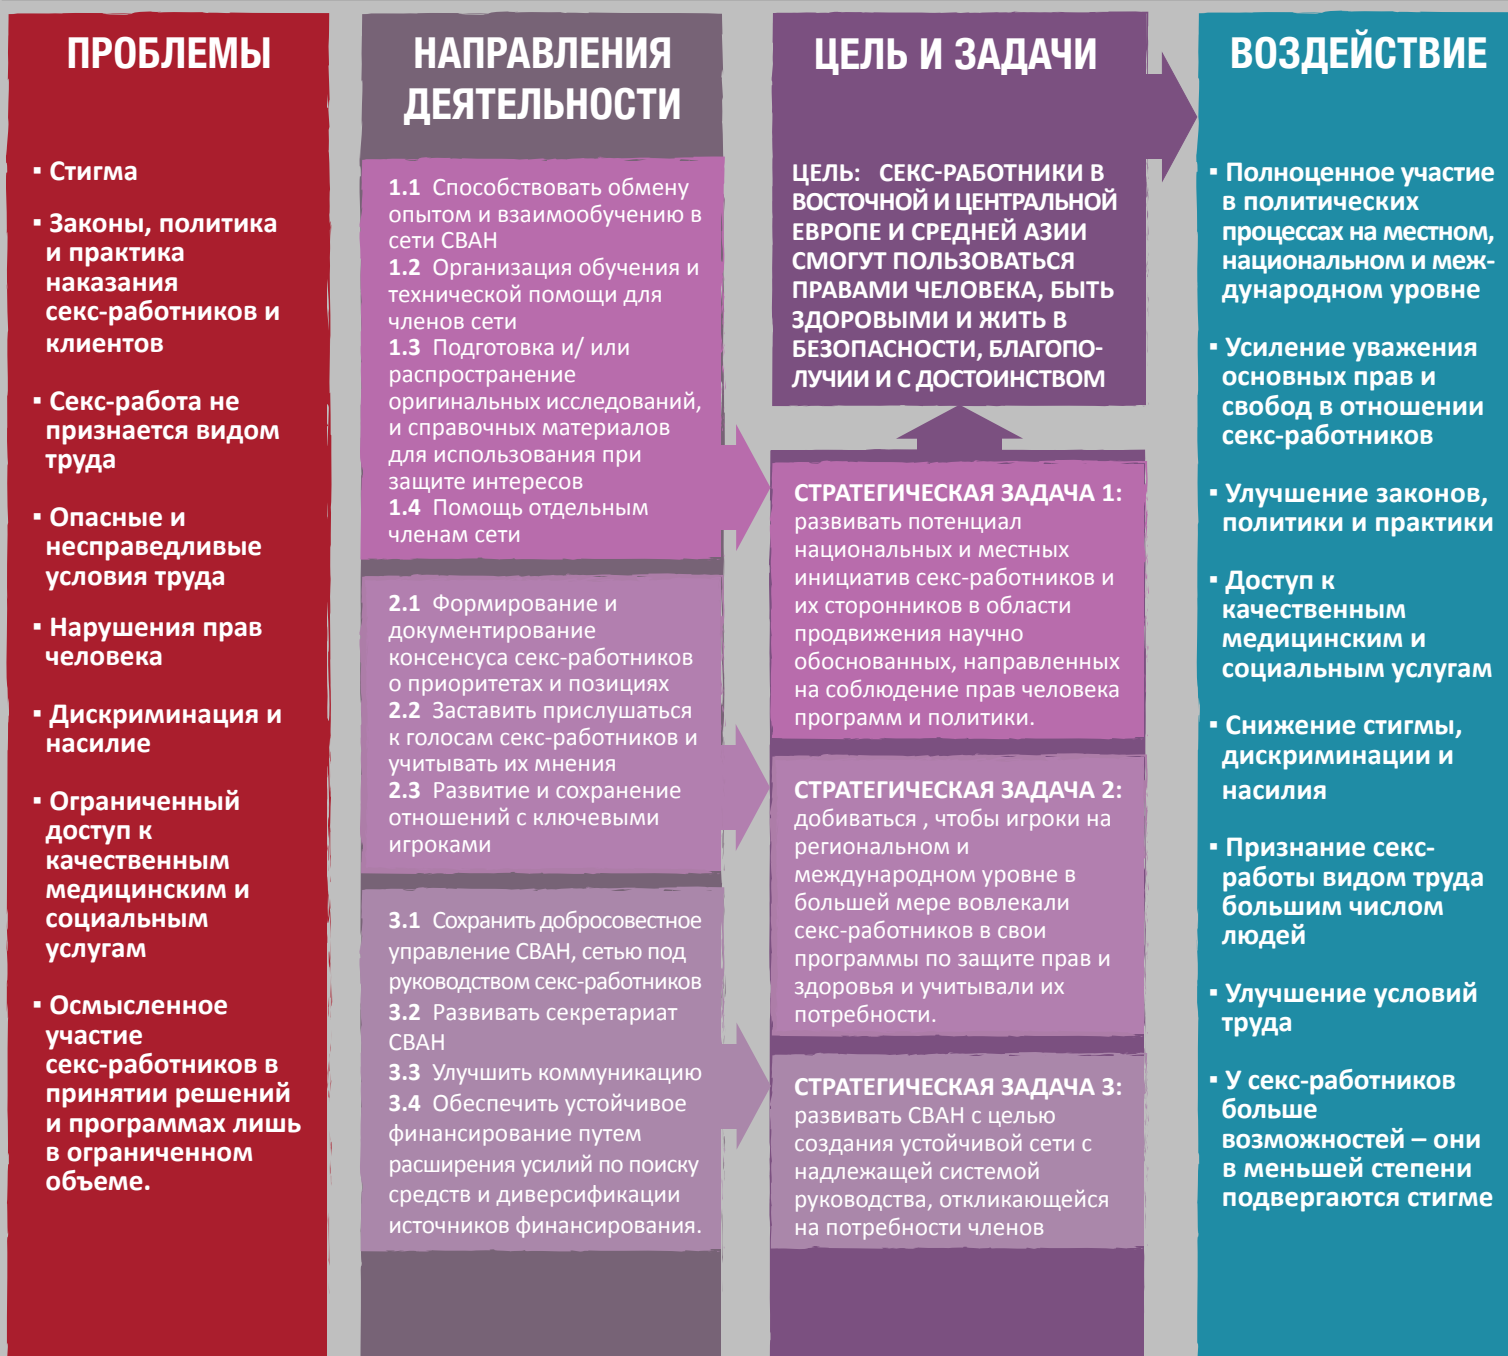 ПРОБЛЕМЫ
▪ Стигма
▪ Законы, политика
и практика
наказания
секс-работников и
клиентов
▪ Секс-работа не
признается видом
труда
▪ Опасные и
несправедливые
условия труда
▪ Нарушения прав
человека
▪ Дискриминация и
насилие
▪ Ограниченный
доступ к
качественным
медицинским и
социальным
услугам
▪ Осмысленное
участие
секс-работников в
принятии решений
и программах лишь
в ограниченном
объеме.
НАПРАВЛЕНИЯ
ДЕЯТЕЛЬНОСТИ
1.1 Способствовать обмену
опытом и взаимообучению в
сети СВАН
1.2 Организация обучения и
технической помощи для
членов сети
1.3 Подготовка и/ или
распространение
оригинальных исследований,
и справочных материалов
для использования при
защите интересов
1.4 Помощь отдельным
членам сети
2.1 Формирование и
документирование
консенсуса секс-работников
о приоритетах и позициях
2.2 Заставить прислушаться
к голосам секс-работников и
учитывать их мнения
2.3 Развитие и сохранение
отношений с ключевыми
игроками
3.1 Сохранить добросовестное
управление СВАН, сетью под
руководством секс-работников
3.2 Развивать секретариат
СВАН
3.3 Улучшить коммуникацию
3.4 Обеспечить устойчивое
финансирование путем
расширения усилий по поиску
средств и диверсификации
источников финансирования.
ЦЕЛЬ И ЗАДАЧИ
ЦЕЛЬ: СЕКС-РАБОТНИКИ В
ВОСТОЧНОЙ И ЦЕНТРАЛЬНОЙ
ЕВРОПЕ И СРЕДНЕЙ АЗИИ
СМОГУТ ПОЛЬЗОВАТЬСЯ
ПРАВАМИ ЧЕЛОВЕКА, БЫТЬ
ЗДОРОВЫМИ И ЖИТЬ В
БЕЗОПАСНОСТИ, БЛАГОПО-
ЛУЧИИ И С ДОСТОИНСТВОМ
СТРАТЕГИЧЕСКАЯ ЗАДАЧА 1:
развивать потенциал
национальных и местных
инициатив секс-работников и
их сторонников в области
продвижения научно
обоснованных, направленных
на соблюдение прав человека
программ и политики.
СТРАТЕГИЧЕСКАЯ ЗАДАЧА 2:
добиваться , чтобы игроки на
региональном и
международном уровне в
большей мере вовлекали
секс-работников в свои
программы по защите прав и
здоровья и учитывали их
потребности.
СТРАТЕГИЧЕСКАЯ ЗАДАЧА 3:
развивать СВАН с целью
создания устойчивой сети с
надлежащей системой
руководства, откликающейся
на потребности членов
ВОЗДЕЙСТВИЕ
▪ Полноценное участие
в политических
процессах на местном,
национальном и меж-
дународном уровне
▪ Усиление уважения
основных прав и
свобод в отношении
секс-работников
▪ Улучшение законов,
политики и практики
▪ Доступ к
качественным
медицинским и
социальным услугам
▪ Снижение стигмы,
дискриминации и
насилия
▪ Признание секс-
работы видом труда
большим числом
людей
▪ Улучшение условий
труда
▪ У секс-работников
больше
возможностей – они
в меньшей степени
подвергаются стигме